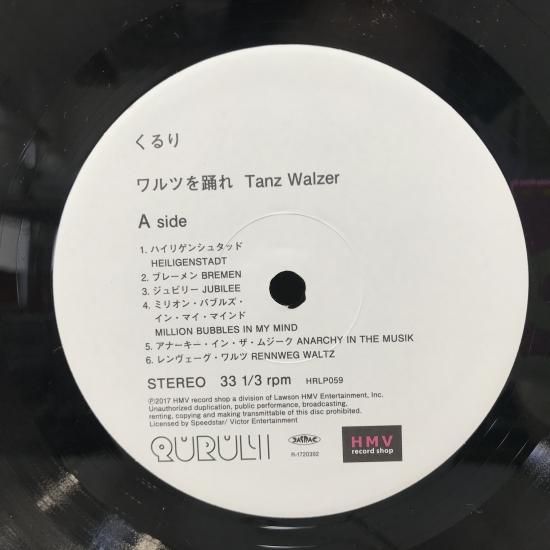 くるり
ワルツを踊れ Tanz Walzer
A side
1. ハイリゲンシュタッド
HEILIGENSTADT
2. ブレーメン BREMEN
3. ジュビリー JUBILEE
4. ミリオン・バブルズ・
イン・マイ・マインド
MILLION BUBBLES IN MY MIND
5. アナーキー・イン・ザ・ムジーク ANARCHY IN THE MUSIK
6. レンヴェーグ・ワルツ RENNWEG WALTZ
STEREO 33 1/3 rpm HRLP059
Ⓟ2017 HMV record shop a division of Lawson HMV Entertainment, Inc.
Unauthorized duplication, public performance, broadcasting,
renting, copying and making transmittable of this disc prohibited.
Licensed by Speedstar/ Victor Entertainment
QURULI
JASRAC
R-1720392
HMV
record shop